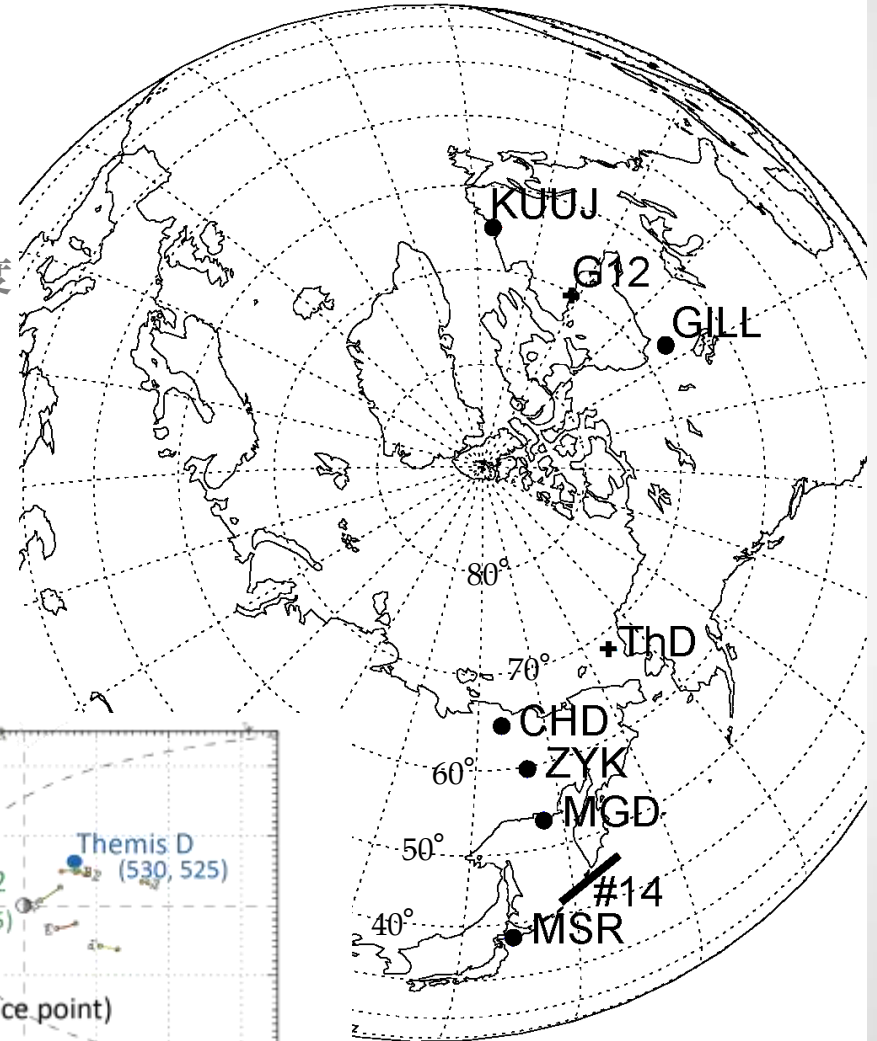 KUUJ
度
G12
GILL
80°
ThD
70°
CHD
60°
ZYK
MGD
50°
Themis D
(530, 525)
#14
40°
MSR
ce point)